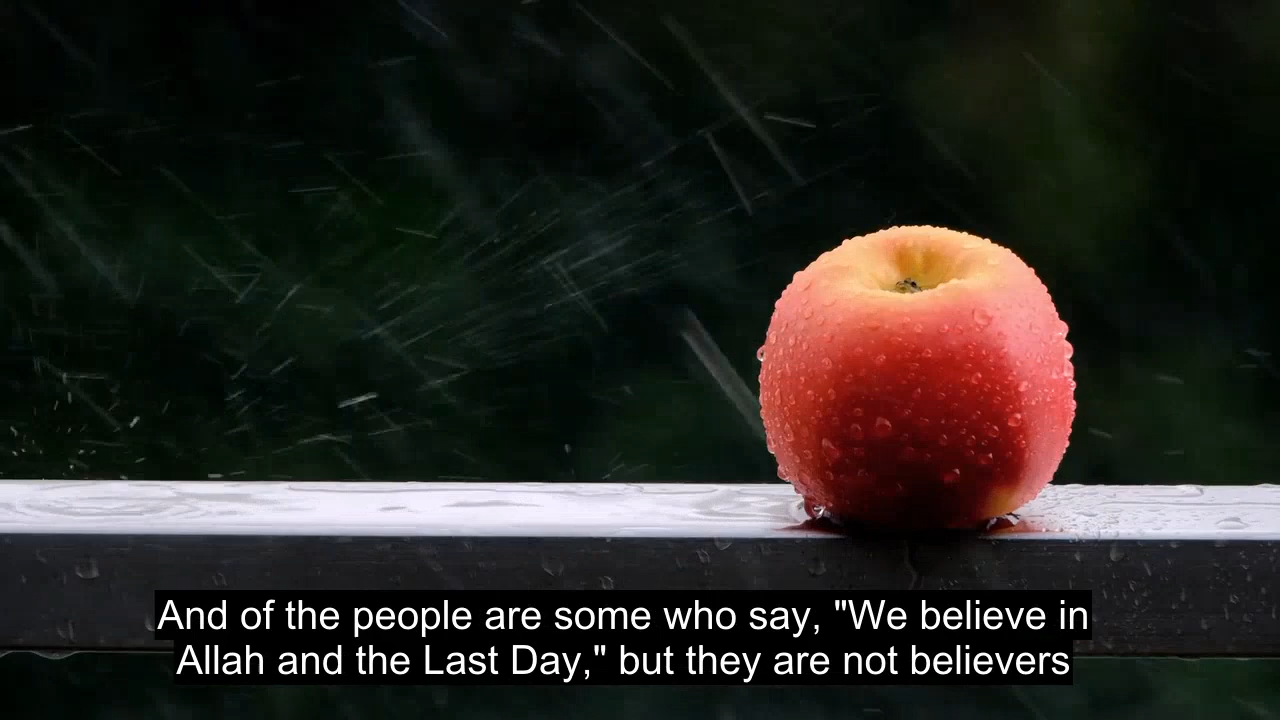 And of the people are some who say, "We believe in
Allah and the Last Day," but they are not believers